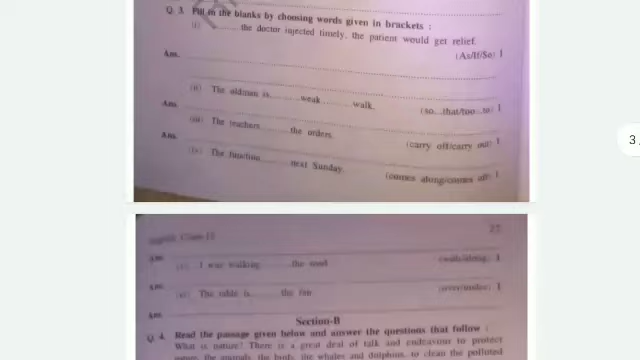 Q. 3. Fill in the blanks by choosing words given in brackets :
(i) ............the doctor injected timely, the patient would get relief.
(As/If/So) 1
Ans.
(ii) The oldman is............weak............walk. (so...that/too...to) 1
Ans.
(iii) The teachers............the orders. (carry off/carry out) 1
Ans.
(iv) The function............next Sunday. (comes along/comes off) 1
3
Class-12 27
Ans.
(v) I was walking............the road. 1
Ans.
(vi) The table is............the fan. (over/under) 1
Ans.
Section-B
Q. 4. Read the passage given below and answer the questions that follow :
What is nature? There is a great deal of talk and endeavour to protect
nature, the animals, the birds, the whales and dolphins, to clean the polluted